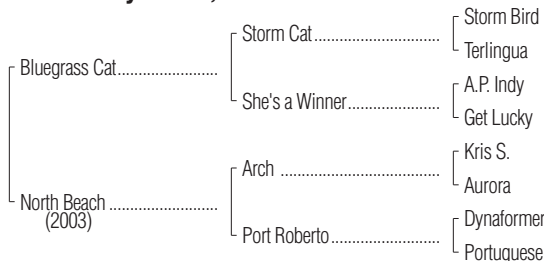 Storm Bird
Storm Cat
Terlingua
Bluegrass Cat
A.P. Indy
She's a Winner
Get Lucky
Kris S.
Arch
Aurora
North Beach
(2003)
Dynaformer
Port Roberto
Portuguese